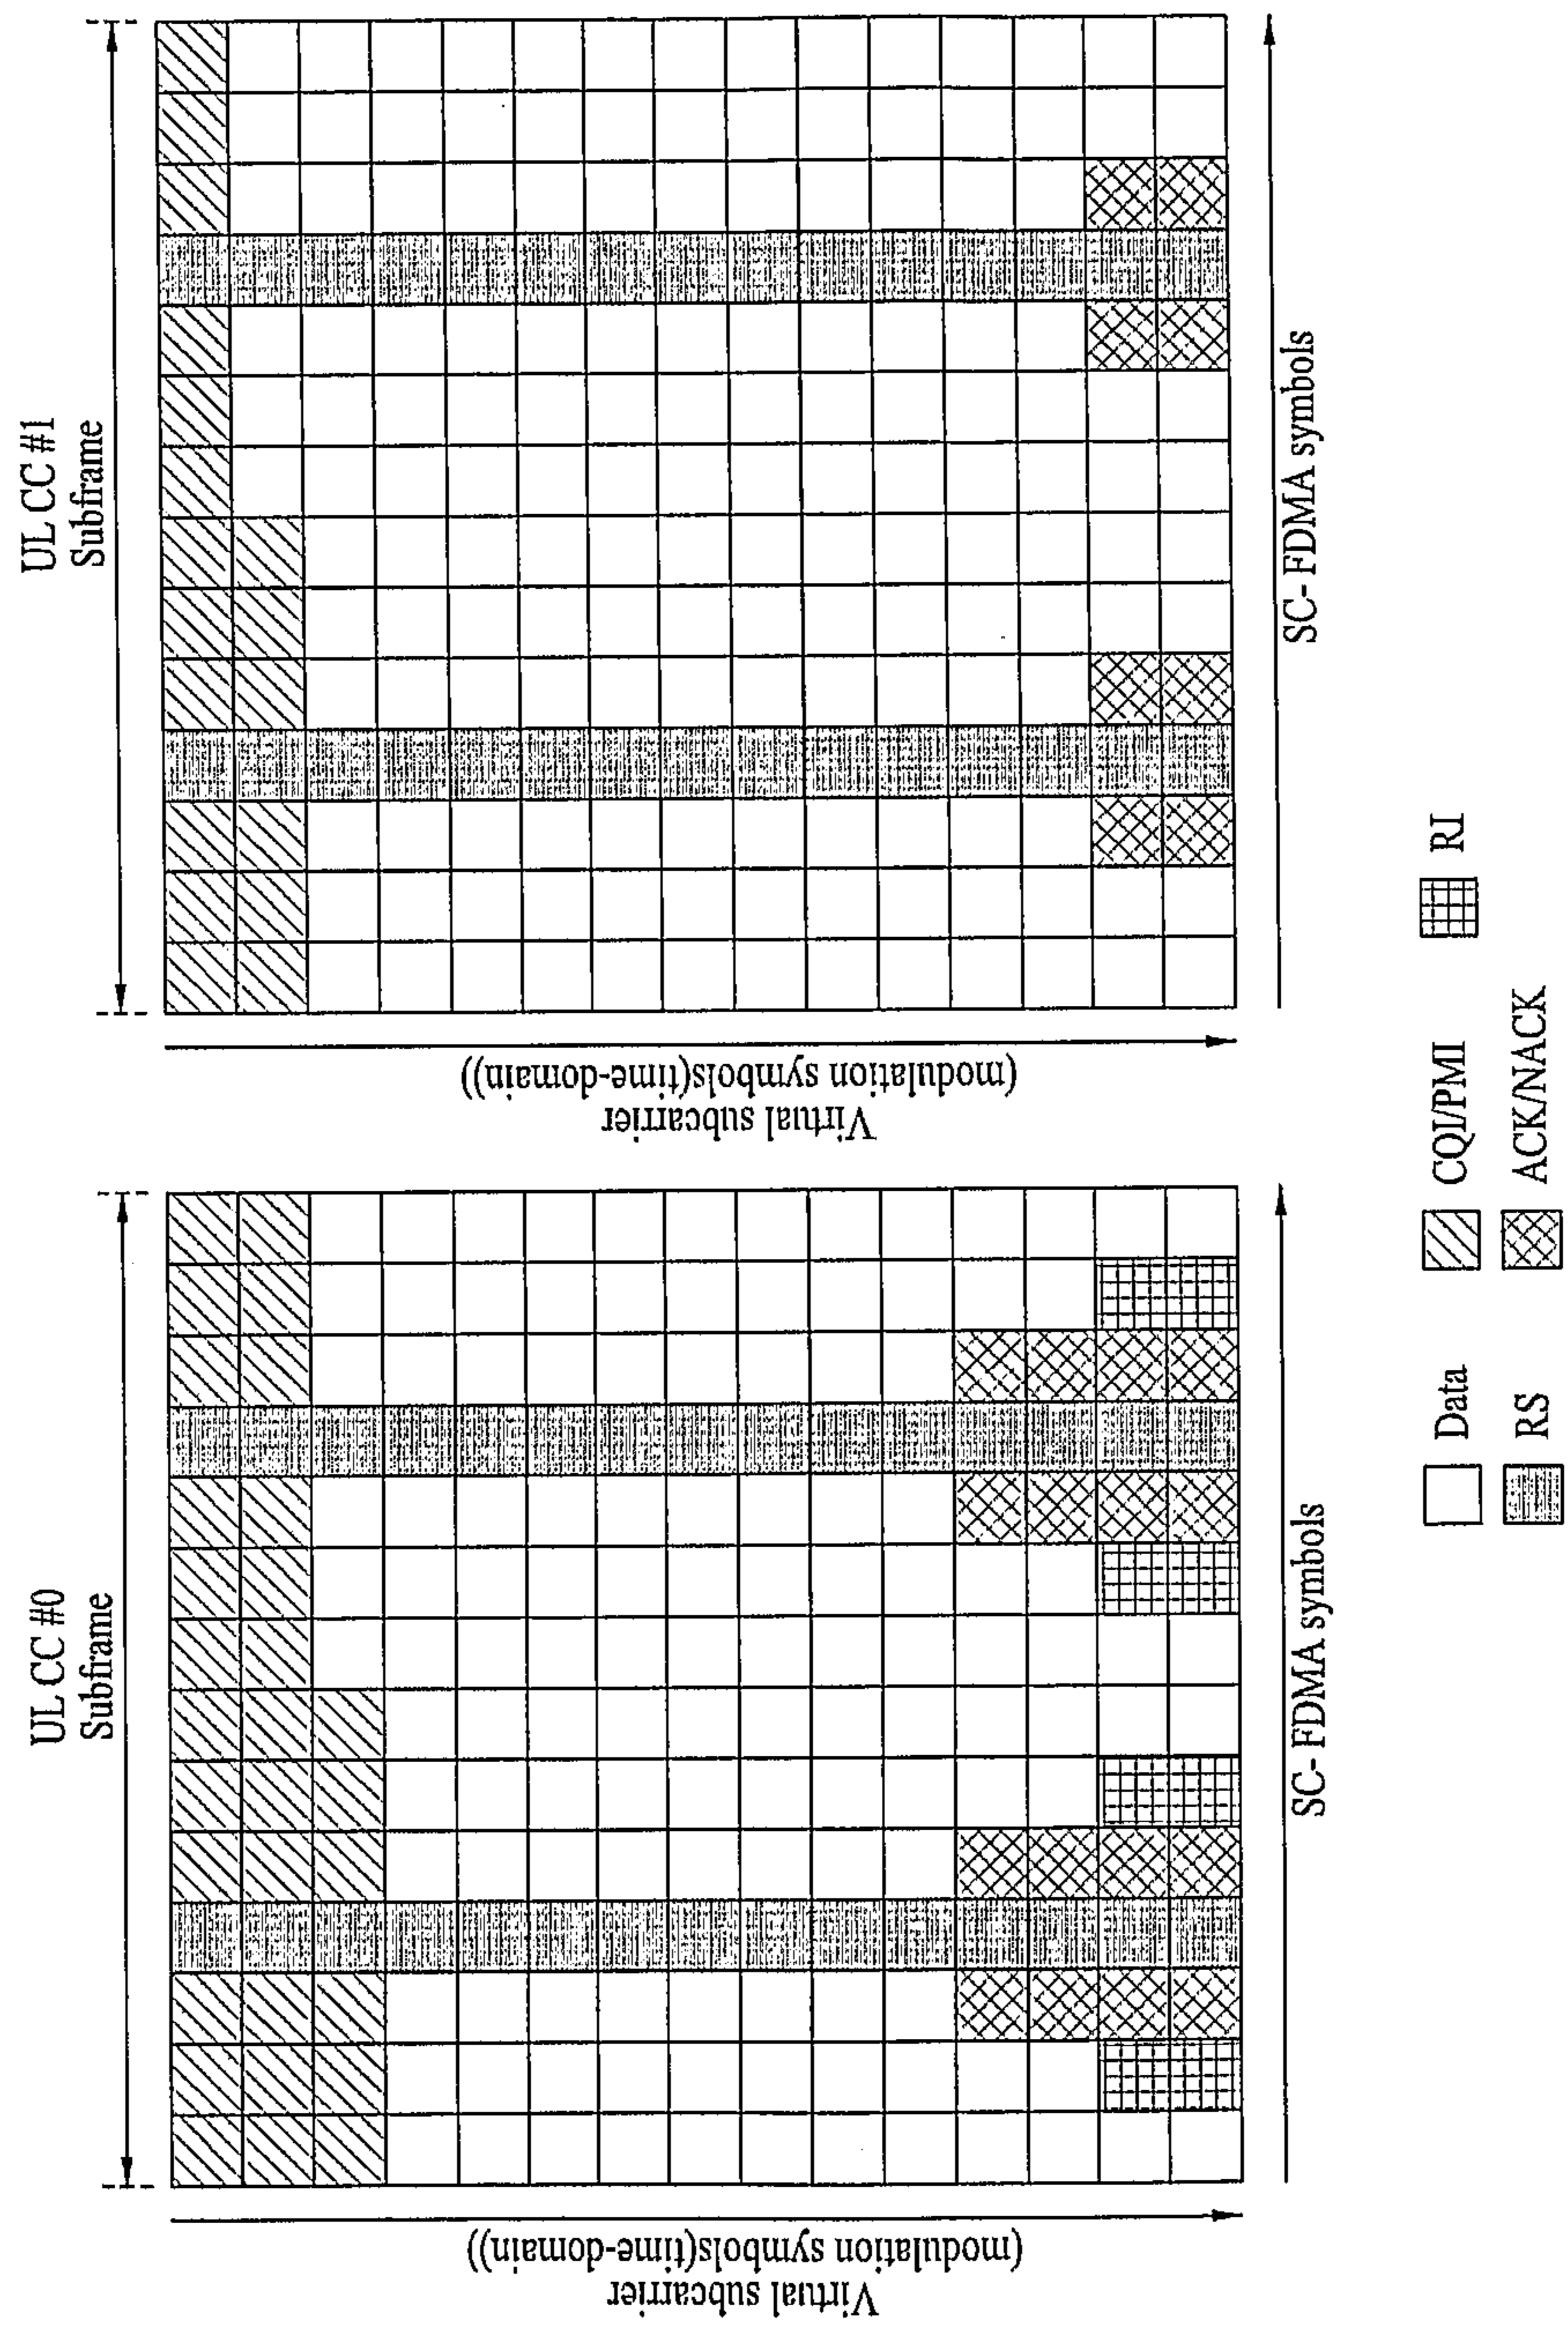 UL CC #0
Subframe
Virtual subcarrier
(modulation symbols(time-domain))
SC- FDMA symbols
UL CC #1
Subframe
Virtual subcarrier
(modulation symbols(time-domain))
SC- FDMA symbols
Data
CQI/PMI
RI
RS
ACK/NACK